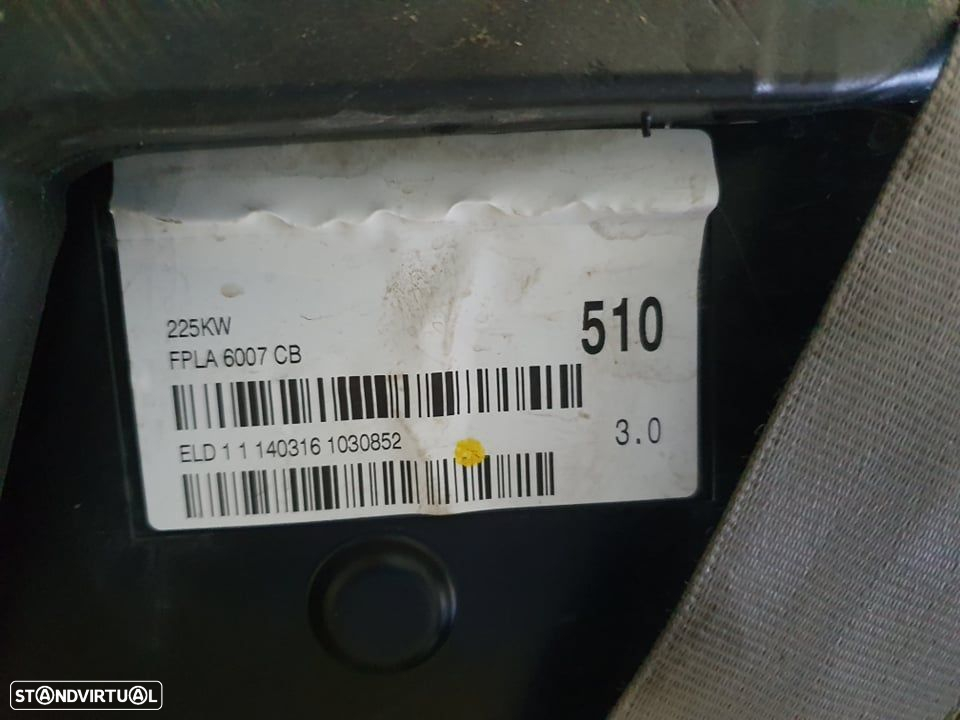 225KW
FPLA 6007 CB
510
ELD 1 1 140316 1030852
3.0
STANDVIRTUAL